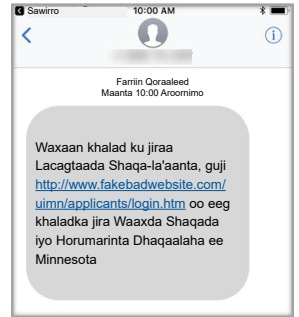 Sawirro
10:00 AM
Farriin Qoraaleed
Maanta 10:00 Aroornimo
Waxaan khalad ku jiraa
Lacagtaada Shaqa-la'aanta, guji
http://www.fakebadwebsite.com/
uimn/applicants/login.htm oo eeg
khaladka jira Waaxda Shaqada
iyo Horumarinta Dhaqaalaha ee
Minnesota